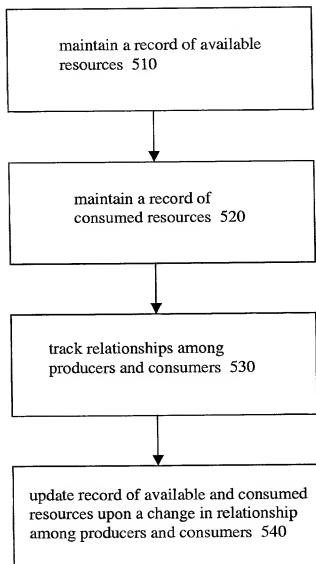 maintain a record of available
resources 510
maintain a record of
consumed resources 520
track relationships among
producers and consumers 530
update record of available and consumed
resources upon a change in relationship
among producers and consumers 540